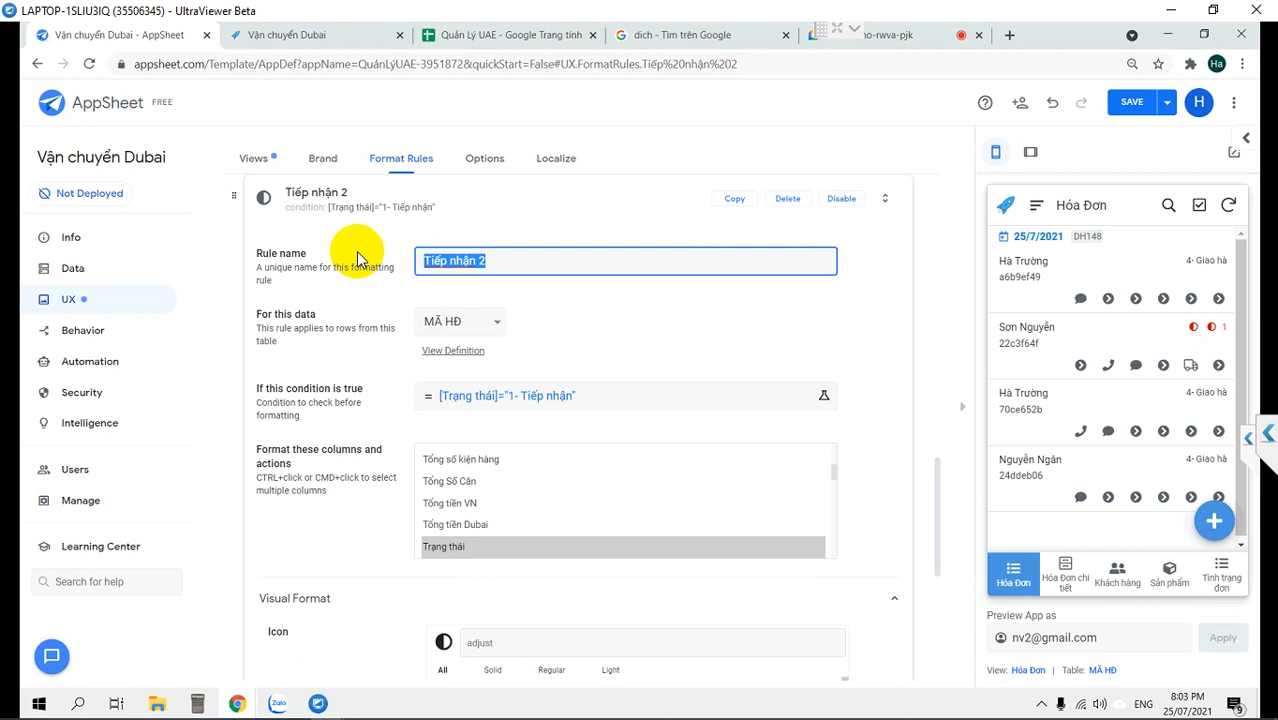 LAPTOP-1SLIU3IQ (35506345) - UltraViewer Beta
Vận chuyển Dubai - AppSheet
Vận chuyển Dubai
Quản Lý UAE - Google Trang tính
dich - Tìm trên Google
no-rwva-pjk
appsheet.com/Template/AppDef?appName=QuảnLýUAE-3951872&quickStart=False#UX.FormatRules.Tiếp%20nhận%202
Ha
AppSheet FREE
SAVE
H
Vận chuyển Dubai
Not Deployed
Info
Data
UX
Behavior
Automation
Security
Intelligence
Users
Manage
Learning Center
Search for help
Views
Brand
Format Rules
Options
Localize
Tiếp nhận 2
condition: [Trạng thái]="1- Tiếp nhận"
Copy
Delete
Disable
Rule name
A unique name for this formatting
rule
Tiếp nhận 2
For this data
This rule applies to rows from this
table
MÃ HĐ
View Definition
If this condition is true
Condition to check before
formatting
= [Trạng thái]="1- Tiếp nhận"
Format these columns and
actions
CTRL+click or CMD+click to select
multiple columns
Tổng số kiện hàng
Tổng Số Cân
Tổng tiền VN
Tổng tiền Dubai
Trạng thái
Visual Format
Icon
adjust
All
Solid
Regular
Light
Hóa Đơn
25/7/2021 DH148
Hà Trường 4- Giao hà
a6b9ef49
Sơn Nguyễn 1
22c3f64f
Hà Trường 4- Giao hà
70ce652b
Nguyễn Ngân 4- Giao hà
24ddeb06
Hóa Đơn
Hóa Đơn chi
tiết
Khách hàng
Sản phẩm
Tình trạng
đơn
Preview App as
nv2@gmail.com
Apply
View: Hóa Đơn Table: MÃ HĐ
ENG
8:03 PM
25/07/2021
9